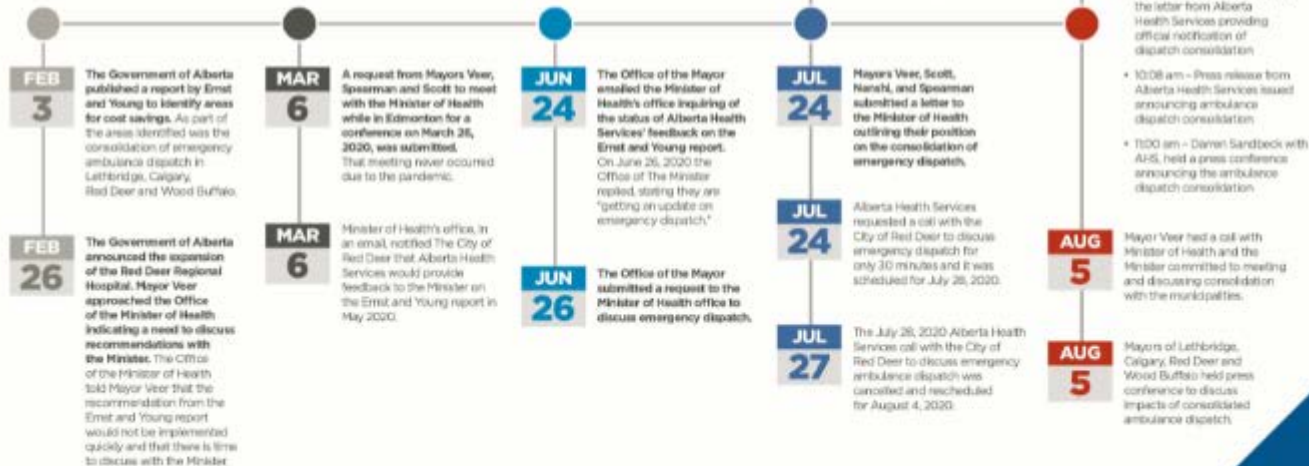 FEB
3
The Government of Alberta
published a report by Ernst
and Young to identify areas
for cost savings. As part of
the areas identified was the
consolidation of emergency
ambulance dispatch in
Lethbridge, Calgary,
Red Deer and Wood Buffalo.
FEB
26
The Government of Alberta
announced the expansion
of the Red Deer Regional
Hospital. Mayor Veer
approached the Office
of the Minister of Health
indicating a need to discuss
recommendations with
the Minister. The Office
of the Minister of Health
told Mayor Veer that the
recommendation from the
Ernst and Young report
would not be implemented
quickly and that there is time
to discuss with the Minister
MAR
6
A request from Mayors Veer,
Spearman and Scott to meet
with the Minister of Health
while in Edmonton for a
conference on March 26,
2020, was submitted.
That meeting never occurred
due to the pandemic.
MAR
6
Minister of Health's office, in
an email, notified The City of
Red Deer that Alberta Health
Services would provide
feedback to the Minister on
the Ernst and Young report in
May 2020.
JUN
24
The Office of the Mayor
emailed the Minister of
Health's office inquiring of
the status of Alberta Health
Services' feedback on the
Ernst and Young report.
On June 26, 2020 the
Office of The Minister
replied, stating they are
"getting an update on
emergency dispatch."
JUN
26
The Office of the Mayor
submitted a request to the
Minister of Health office to
discuss emergency dispatch.
JUL
24
Mayors Veer, Scott,
Nenshi, and Spearman
submitted a letter to
the Minister of Health
outlining their position
on the consolidation of
emergency dispatch.
JUL
24
Alberta Health Services
requested a call with the
City of Red Deer to discuss
emergency dispatch for
only 30 minutes and it was
scheduled for July 28, 2020.
JUL
27
The July 28, 2020 Alberta Health
Services call with the City of
Red Deer to discuss emergency
ambulance dispatch was
cancelled and rescheduled
for August 4, 2020.
the letter from Alberta
Health Services providing
official notification of
dispatch consolidation
• 10:08 am – Press release from
Alberta Health Services issued
announcing ambulance
dispatch consolidation
• 11:00 am – Darren Sandbeck with
AHS, held a press conference
announcing the ambulance
dispatch consolidation
AUG
5
Mayor Veer had a call with
Minister of Health and the
Minister committed to meeting
and discussing consolidation
with the municipalities.
AUG
5
Mayors of Lethbridge,
Calgary, Red Deer and
Wood Buffalo held press
conference to discuss
impacts of consolidated
ambulance dispatch.